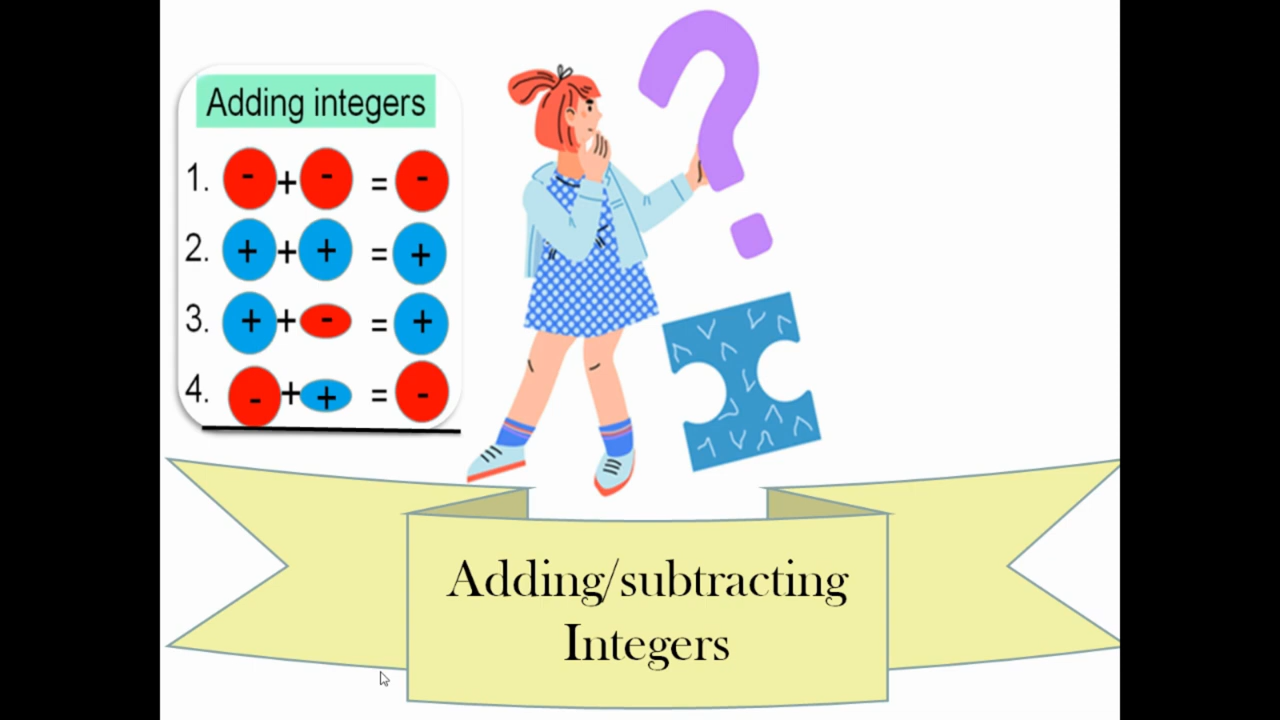 Adding integers
1. - + - = -
2. + + + = +
3. + + - = +
4. - + + = -
?
Adding/subtracting
Integers